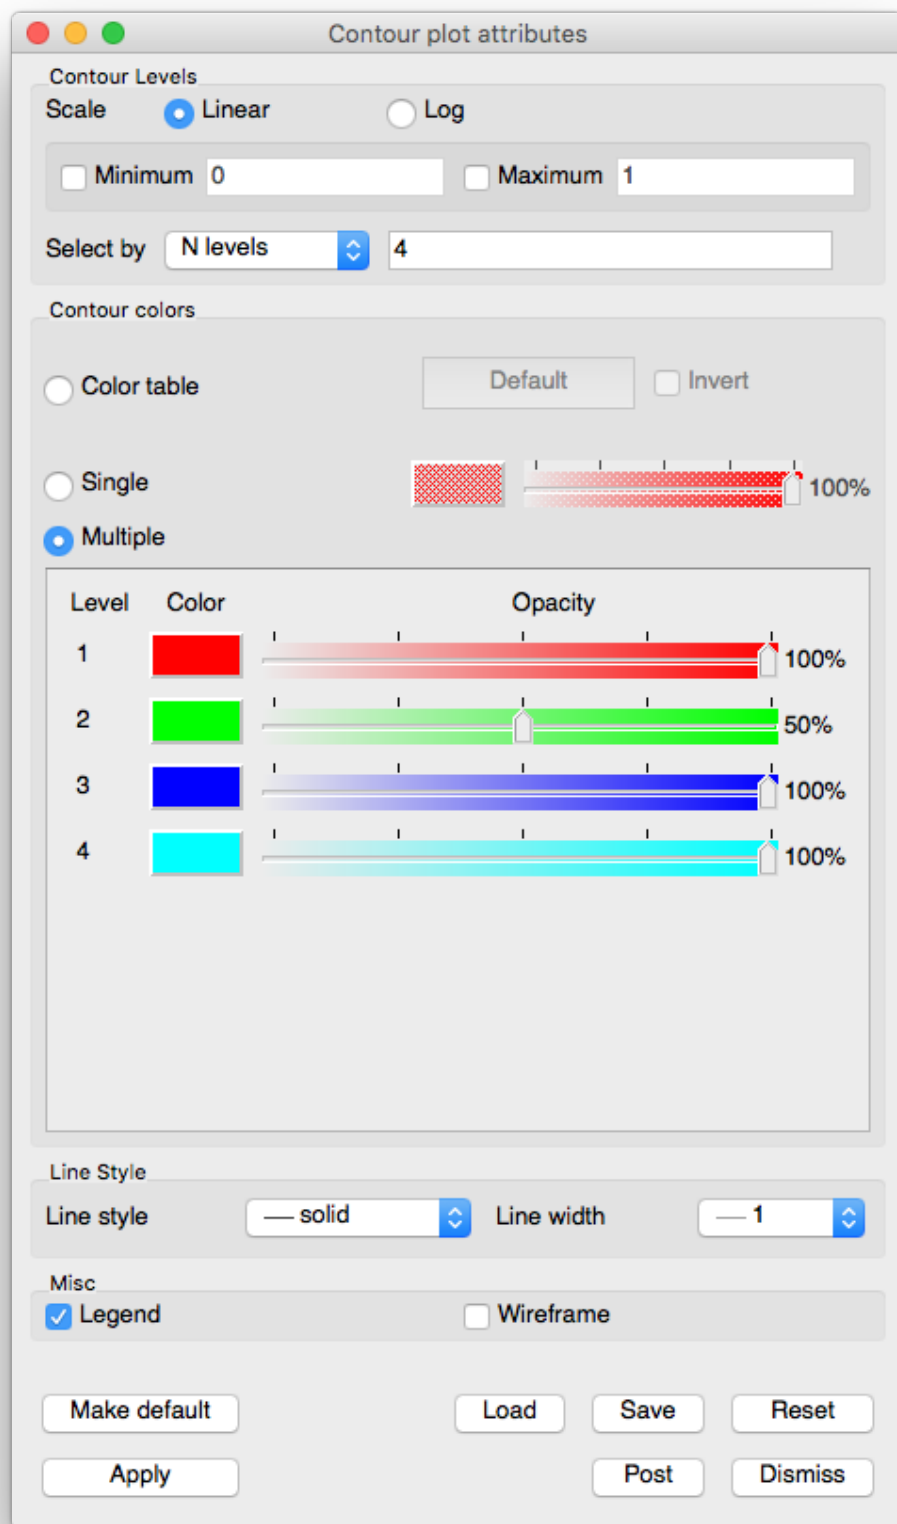 Contour plot attributes
Contour Levels
Scale Linear Log
Minimum 0 Maximum 1
Select by N levels 4
Contour colors
Color table Default Invert
Single 100%
Multiple
Level Color Opacity
1 100%
2 50%
3 100%
4 100%
Line Style
Line style solid Line width 1
Misc
Legend Wireframe
Make default Load Save Reset
Apply Post Dismiss